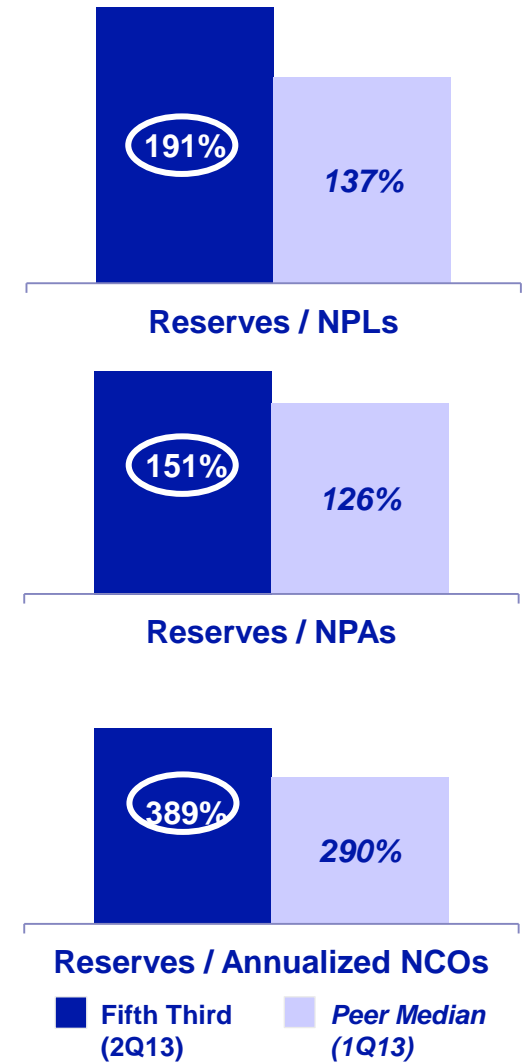 191%
137%
Reserves / NPLs
151%
126%
Reserves / NPAs
389%
290%
Reserves / Annualized NCOs
Fifth Third Peer Median
(2Q13) (1Q13)